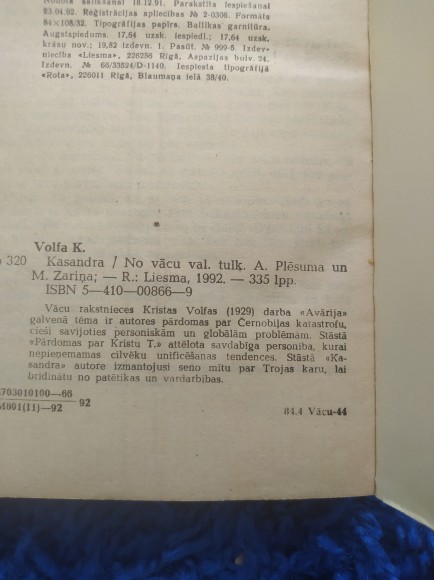 Nodota salikšanai 18.12.91. Parakstīta iespiešanai
23.04.92. Reģistrācijas apliecības № 2-0306. Formāts
84×108/32. Tipogrāfijas papīrs. Baltikas garnitūra.
Augstspiedums. 17,64 uzsk. iespiedl.; 17,64 uzsk.
krāsu nov.; 19,82 izdevn. l. Pasūt. № 999-5. Izdev-
niecība «Liesma», 226256 Rīgā, Aspazijas bulv. 24.
Izdevn. № 66/33524/D-1140. Iespiesta tipogrāfijā
«Rota», 226011 Rīgā, Blaumaņa ielā 38/40.
Volfa K.
320 Kasandra / No vācu val. tulk. A. Plēsuma un
M. Zariņa; — R.: Liesma, 1992. — 335 lpp.
ISBN 5—410—00866—9
Vācu rakstnieces Kristas Volfas (1929) darba «Avārija»
galvenā tēma ir autores pārdomas par Černobiļas katastrofu,
cieši savijoties personiskām un globālām problēmām. Stāstā
«Pārdomas par Kristu T.» attēlota savdabīga personība, kurai
nepieņemamas cilvēku unificēšanas tendences. Stāstā «Ka-
sandra» autore izmantojusi seno mītu par Trojas karu, lai
brīdinātu no patētikas un vardarbības.
4703010100—66
4801(11)—92 92
84.4 Vācu-44